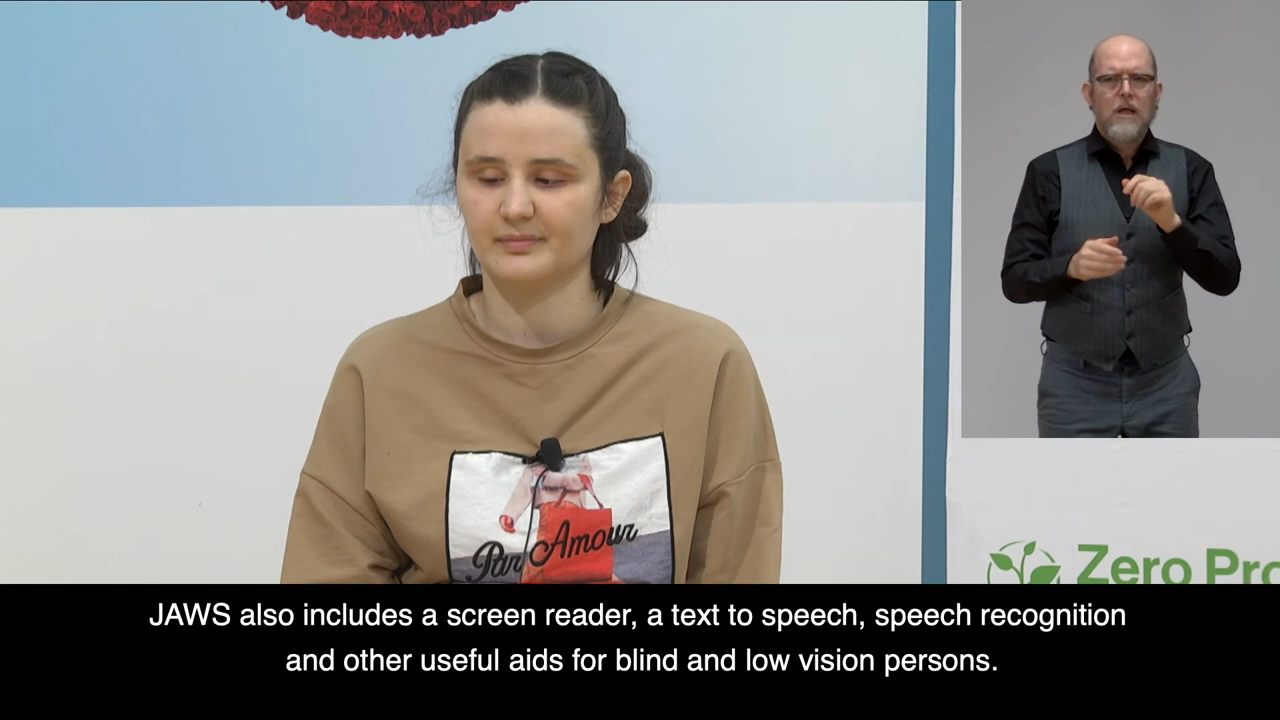 Par Amour
Zero Pro
JAWS also includes a screen reader, a text to speech, speech recognition
and other useful aids for blind and low vision persons.